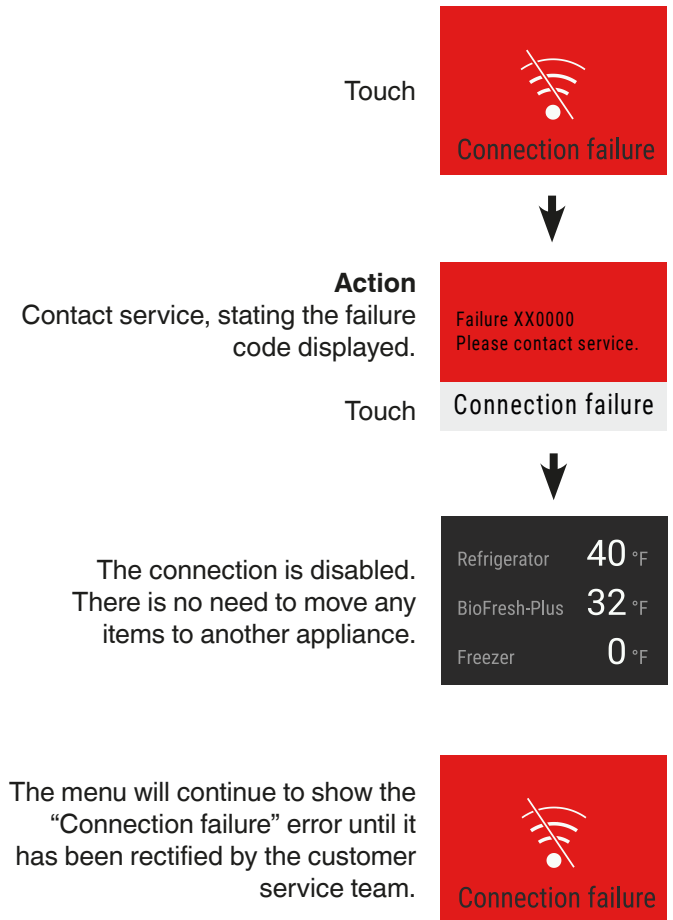 Touch
Connection failure
Action
Contact service, stating the failure
code displayed.
Failure XX0000
Please contact service.
Touch
Connection failure
The connection is disabled.
There is no need to move any
items to another appliance.
Refrigerator 40 °F
BioFresh-Plus 32 °F
Freezer 0 °F
The menu will continue to show the
“Connection failure” error until it
has been rectified by the customer
service team.
Connection failure